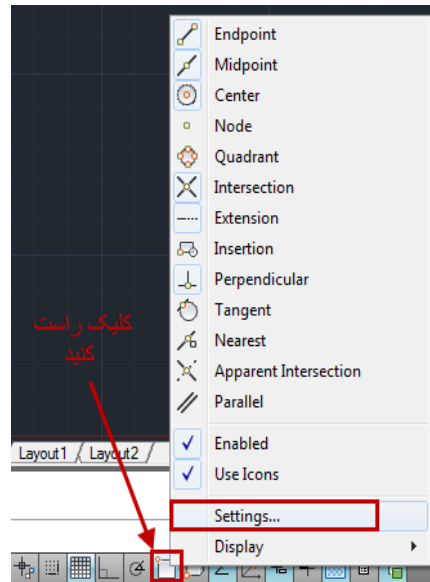 Endpoint
Midpoint
Center
Node
Quadrant
Intersection
Extension
Insertion
Perpendicular
Tangent
Nearest
Apparent Intersection
Parallel
کلیک راست
کنید
Layout1 / Layout2 /
Enabled
Use Icons
Settings...
Display